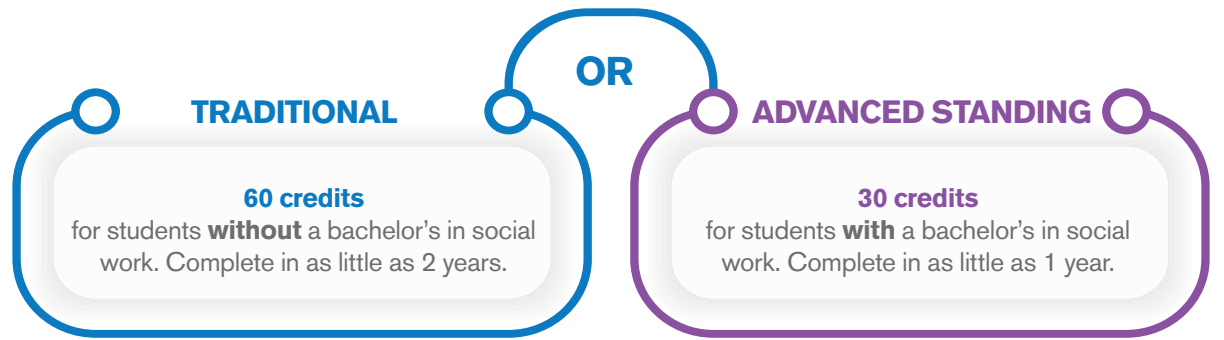 OR
TRADITIONAL
60 credits
for students without a bachelor’s in social
work. Complete in as little as 2 years.
ADVANCED STANDING
30 credits
for students with a bachelor’s in social
work. Complete in as little as 1 year.